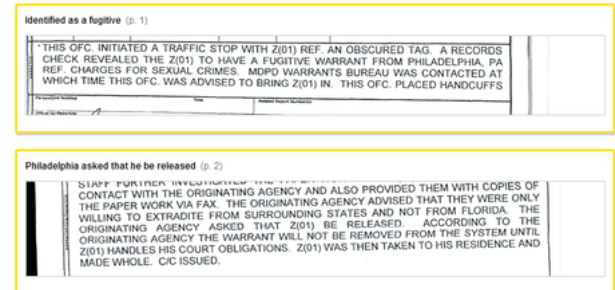 Identified as a fugitive (p. 1)
"THIS OFC. INITIATED A TRAFFIC STOP WITH Z(01) REF. AN OBSCURED TAG. A RECORDS
CHECK REVEALED THE Z(01) TO HAVE A FUGITIVE WARRANT FROM PHILADELPHIA, PA
REF. CHARGES FOR SEXUAL CRIMES. MDPD WARRANTS BUREAU WAS CONTACTED AT
WHICH TIME THIS OFC. WAS ADVISED TO BRING Z(01) IN. THIS OFC. PLACED HANDCUFFS
Philadelphia asked that he be released (p. 2)
STAFF FURTHER INVESTIGATED THE
CONTACT WITH THE ORIGINATING AGENCY AND ALSO PROVIDED THEM WITH COPIES OF
THE PAPER WORK VIA FAX. THE ORIGINATING AGENCY ADVISED THAT THEY WERE ONLY
WILLING TO EXTRADITE FROM SURROUNDING STATES AND NOT FROM FLORIDA. THE
ORIGINATING AGENCY ASKED THAT Z(01) BE RELEASED. ACCORDING TO THE
ORIGINATING AGENCY THE WARRANT WILL NOT BE REMOVED FROM THE SYSTEM UNTIL
Z(01) HANDLES HIS COURT OBLIGATIONS. Z(01) WAS THEN TAKEN TO HIS RESIDENCE AND
MADE WHOLE. C/C ISSUED.